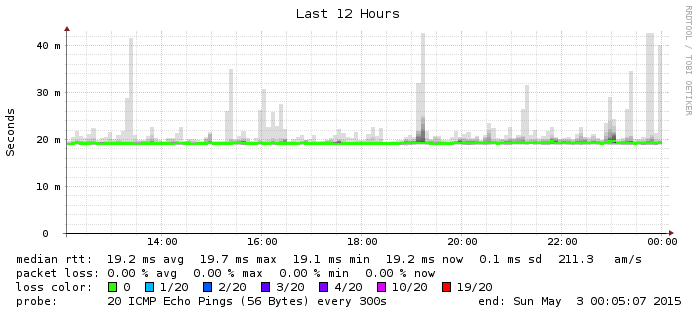 Last 12 Hours
RRDTOOL / TOBI OETIKER
Seconds
40 m
30 m
20 m
10 m
0
14:00 16:00 18:00 20:00 22:00 00:00
median rtt: 19.2 ms avg 19.7 ms max 19.1 ms min 19.2 ms now 0.1 ms sd 211.3 am/s
packet loss: 0.00 % avg 0.00 % max 0.00 % min 0.00 % now
loss color: 0 1/20 2/20 3/20 4/20 10/20 19/20
probe: 20 ICMP Echo Pings (56 Bytes) every 300s end: Sun May 3 00:05:07 2015